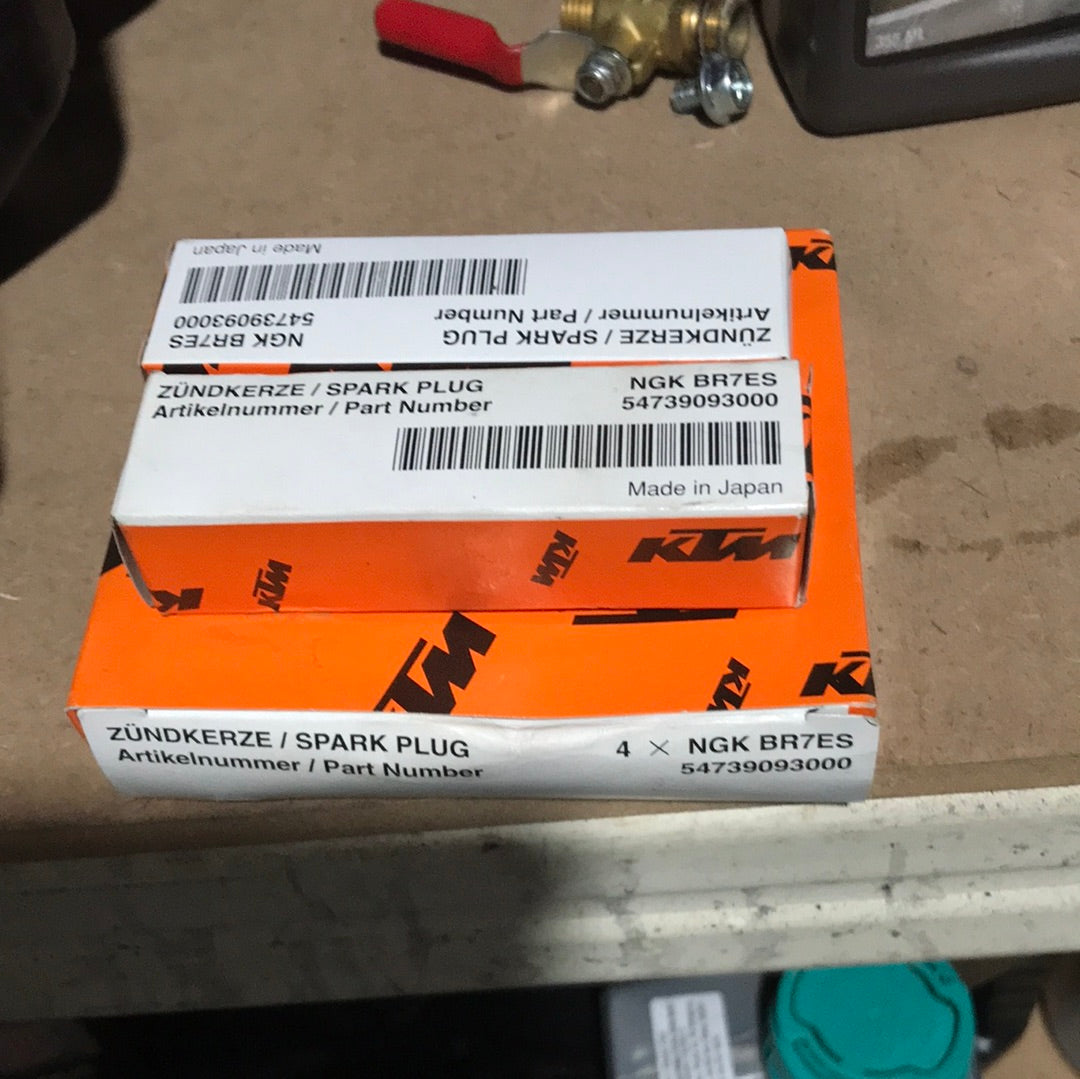 Made in Japan
ZÜNDKERZE / SPARK PLUG NGK BR7ES
Artikelnummer / Part Number 54739093000
KTM
ZÜNDKERZE / SPARK PLUG NGK BR7ES
Artikelnummer / Part Number 54739093000
Made in Japan
KTM KTM KTM
KTM KTM KTM
ZÜNDKERZE / SPARK PLUG 4 × NGK BR7ES
Artikelnummer / Part Number 54739093000